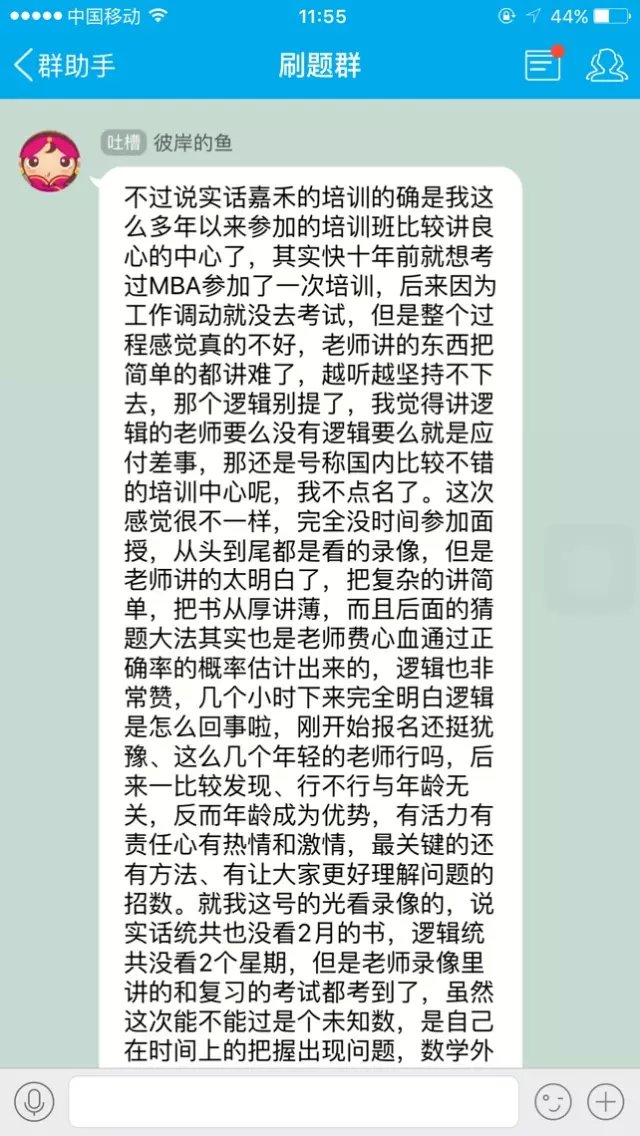 中国移动 11:55 44%
群助手 刷题群
吐槽 彼岸的鱼
不过说实话嘉禾的培训的确是我这
么多年以来参加的培训班比较讲良
心的中心了，其实快十年前就想考
过MBA参加了一次培训，后来因为
工作调动就没去考试，但是整个过
程感觉真的不好，老师讲的东西把
简单的都讲难了，越听越坚持不下
去，那个逻辑别提了，我觉得讲逻
辑的老师要么没有逻辑要么就是应
付差事，那还是号称国内比较不错
的培训中心呢，我不点名了。这次
感觉很不一样，完全没时间参加面
授，从头到尾都是看的录像，但是
老师讲的太明白了，把复杂的讲简
单，把书从厚讲薄，而且后面的猜
题大法其实也是老师费心血通过正
确率的概率估计出来的，逻辑也非
常赞，几个小时下来完全明白逻辑
是怎么回事啦，刚开始报名还挺犹
豫、这么几个年轻的老师行吗，后
来一比较发现、行不行与年龄无
关，反而年龄成为优势，有活力有
责任心有热情和激情，最关键的还
有方法、有让大家更好理解问题的
招数。就我这号的光看录像的，说
实话统共也没看2月的书，逻辑统
共没看2个星期，但是老师录像里
讲的和复习的考试都考到了，虽然
这次能不能过是个未知数，是自己
在时间上的把握出现问题，数学外